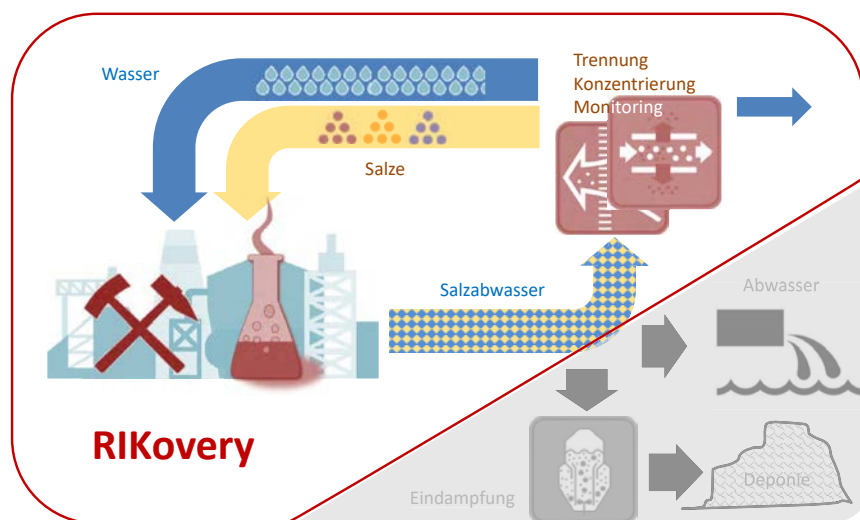 Wasser
Trennung
Konzentrierung
Monitoring
Salze
Salzabwasser
Abwasser
RIKovery
Eindampfung
Deponie